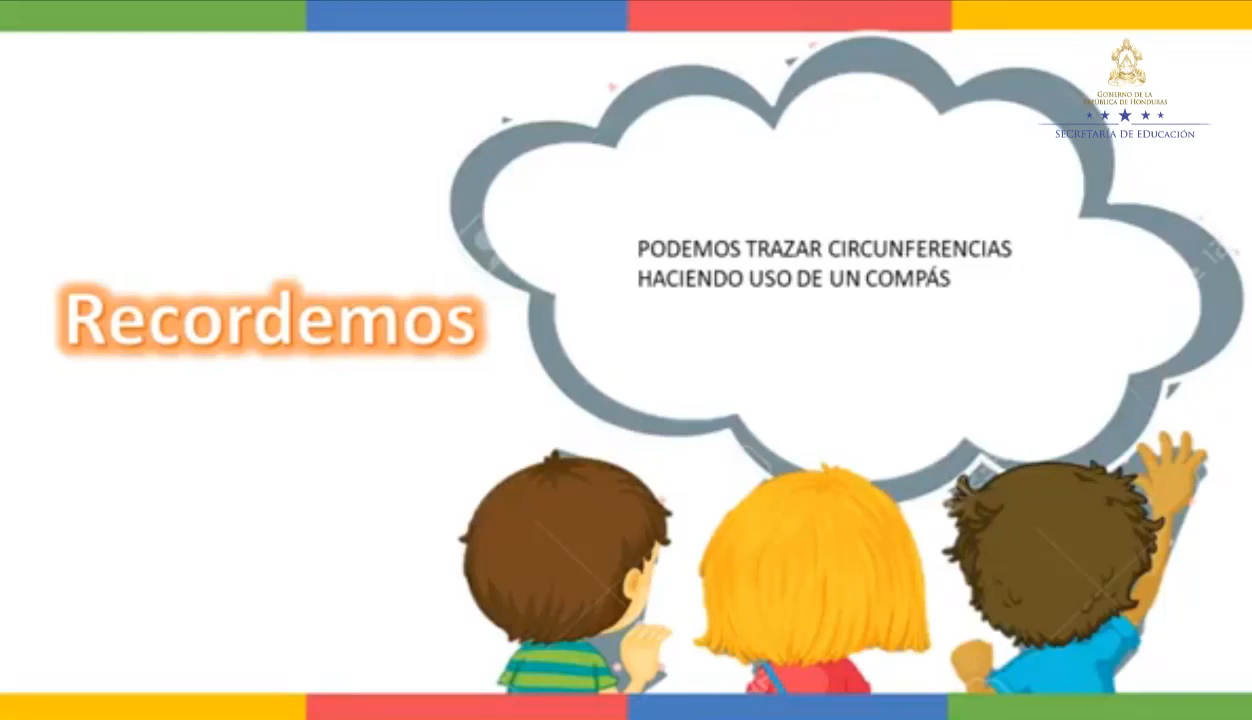 GOBIERNO DE LA
REPÚBLICA DE HONDURAS
SECRETARÍA DE EDUCACIÓN
PODEMOS TRAZAR CIRCUNFERENCIAS
HACIENDO USO DE UN COMPÁS
Recordemos